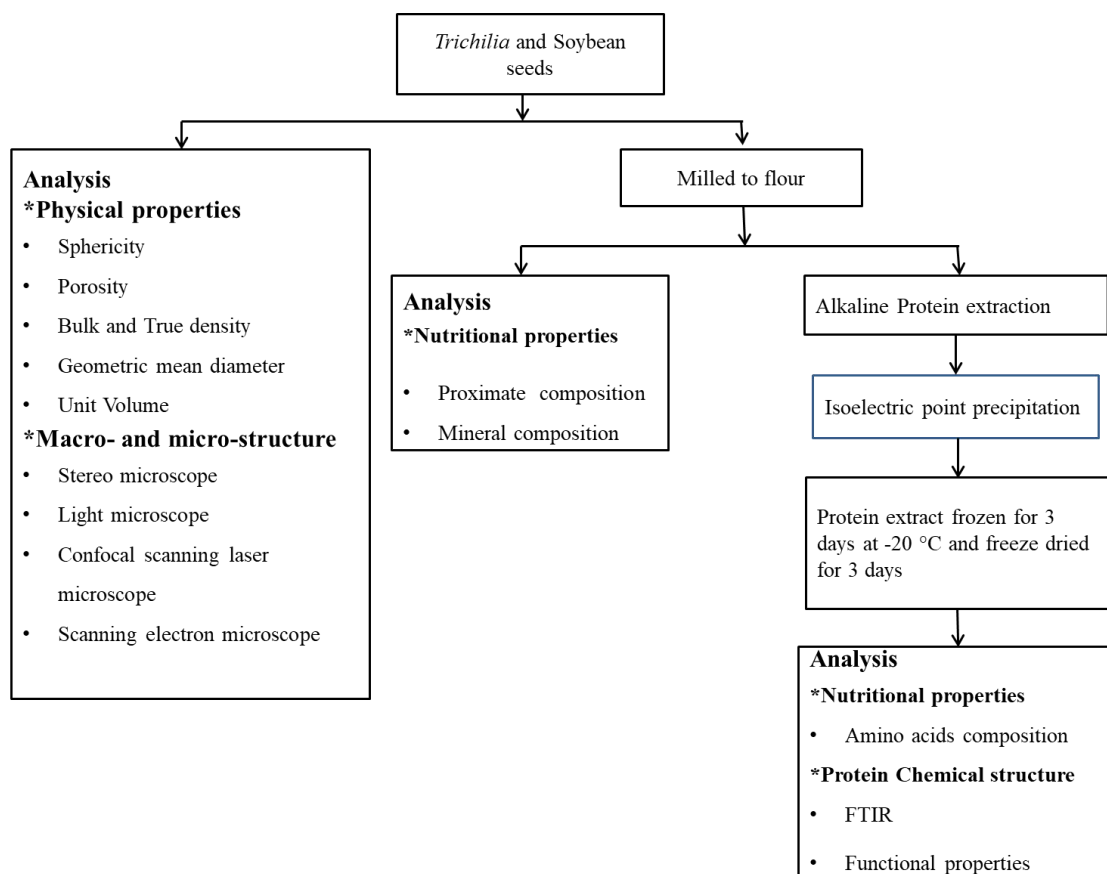 Trichilia and Soybean
seeds
Analysis
*Physical properties
• Sphericity
• Porosity
• Bulk and True density
• Geometric mean diameter
• Unit Volume
*Macro- and micro-structure
• Stereo microscope
• Light microscope
• Confocal scanning laser
microscope
• Scanning electron microscope
Milled to flour
Analysis
*Nutritional properties
• Proximate composition
• Mineral composition
Alkaline Protein extraction
Isoelectric point precipitation
Protein extract frozen for 3
days at -20 °C and freeze dried
for 3 days
Analysis
*Nutritional properties
• Amino acids composition
*Protein Chemical structure
• FTIR
• Functional properties